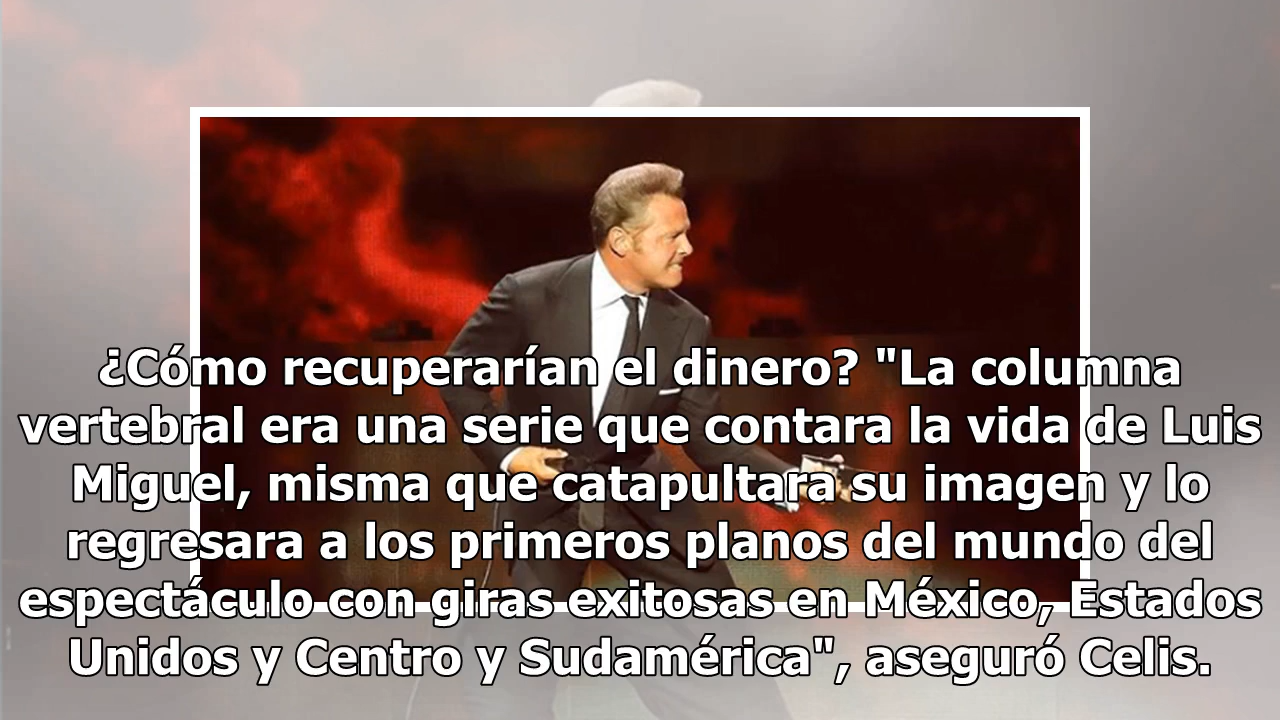 ¿Cómo recuperarían el dinero? "La columna
vertebral era una serie que contara la vida de Luis
Miguel, misma que catapultara su imagen y lo
regresara a los primeros planos del mundo del
espectáculo con giras exitosas en México, Estados
Unidos y Centro y Sudamérica", aseguró Celis.